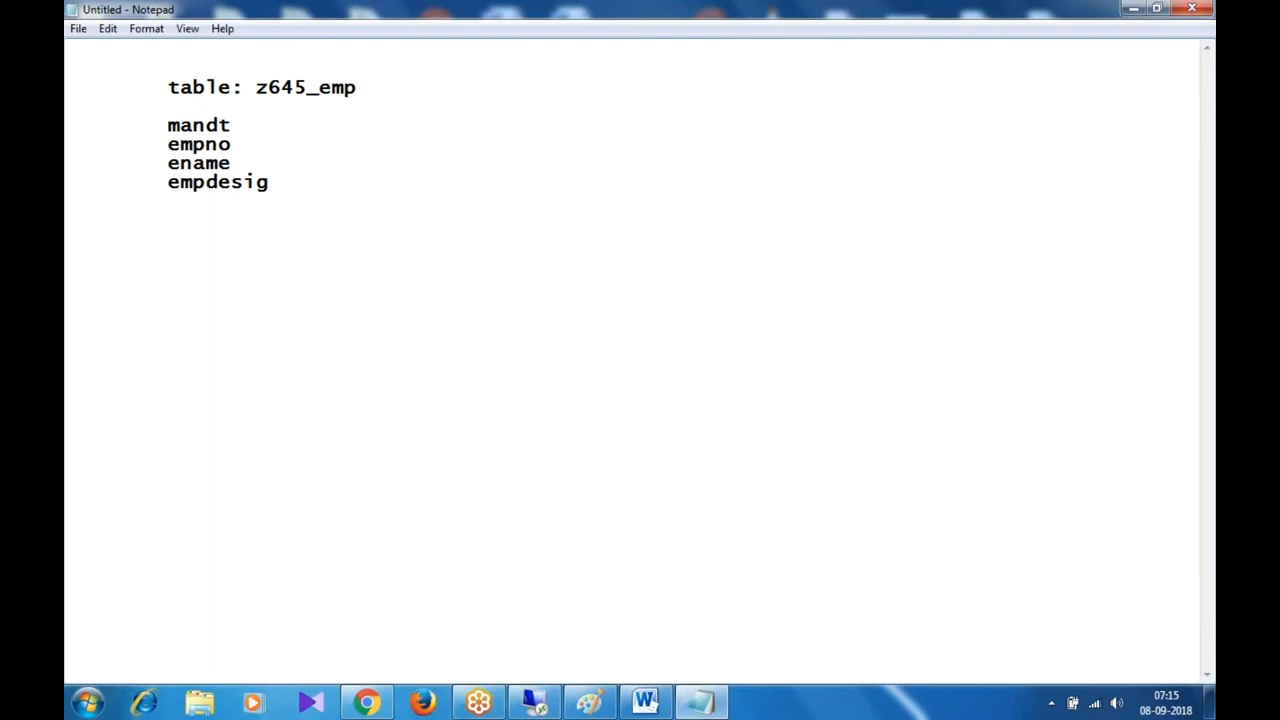 Untitled - Notepad
File Edit Format View Help
table: z645_emp
mandt
empno
ename
empdesig
07:15
08-09-2018